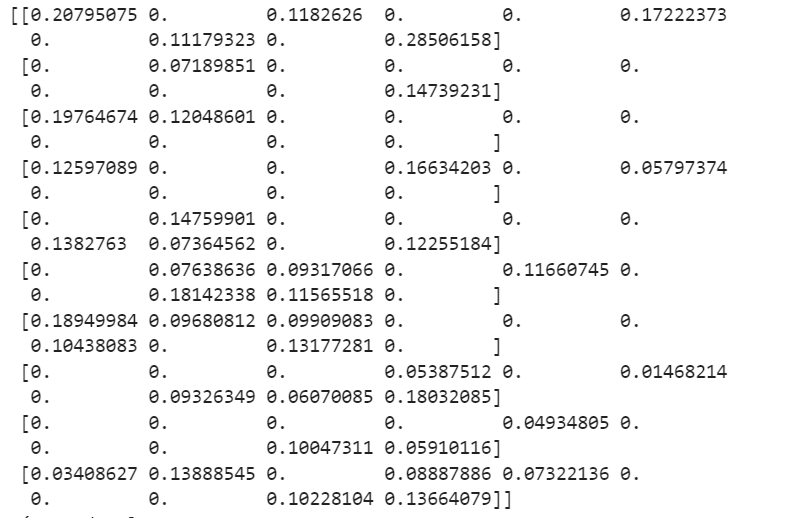 [[0.20795075 0.         0.1182626  0.         0.         0.17222373
  0.         0.11179323 0.         0.28506158]
 [0.         0.07189851 0.         0.         0.         0.
  0.         0.         0.         0.14739231]
 [0.19764674 0.12048601 0.         0.         0.         0.
  0.         0.         0.         0.        ]
 [0.12597089 0.         0.         0.16634203 0.         0.05797374
  0.         0.         0.         0.        ]
 [0.         0.14759901 0.         0.         0.         0.
  0.1382763  0.07364562 0.         0.12255184]
 [0.         0.07638636 0.09317066 0.         0.11660745 0.
  0.         0.18142338 0.11565518 0.        ]
 [0.18949984 0.09680812 0.09909083 0.         0.         0.
  0.10438083 0.         0.13177281 0.        ]
 [0.         0.         0.         0.05387512 0.         0.01468214
  0.         0.09326349 0.06070085 0.18032085]
 [0.         0.         0.         0.         0.04934805 0.
  0.         0.         0.10047311 0.05910116]
 [0.03408627 0.13888545 0.         0.08887886 0.07322136 0.
  0.         0.         0.10228104 0.13664079]]